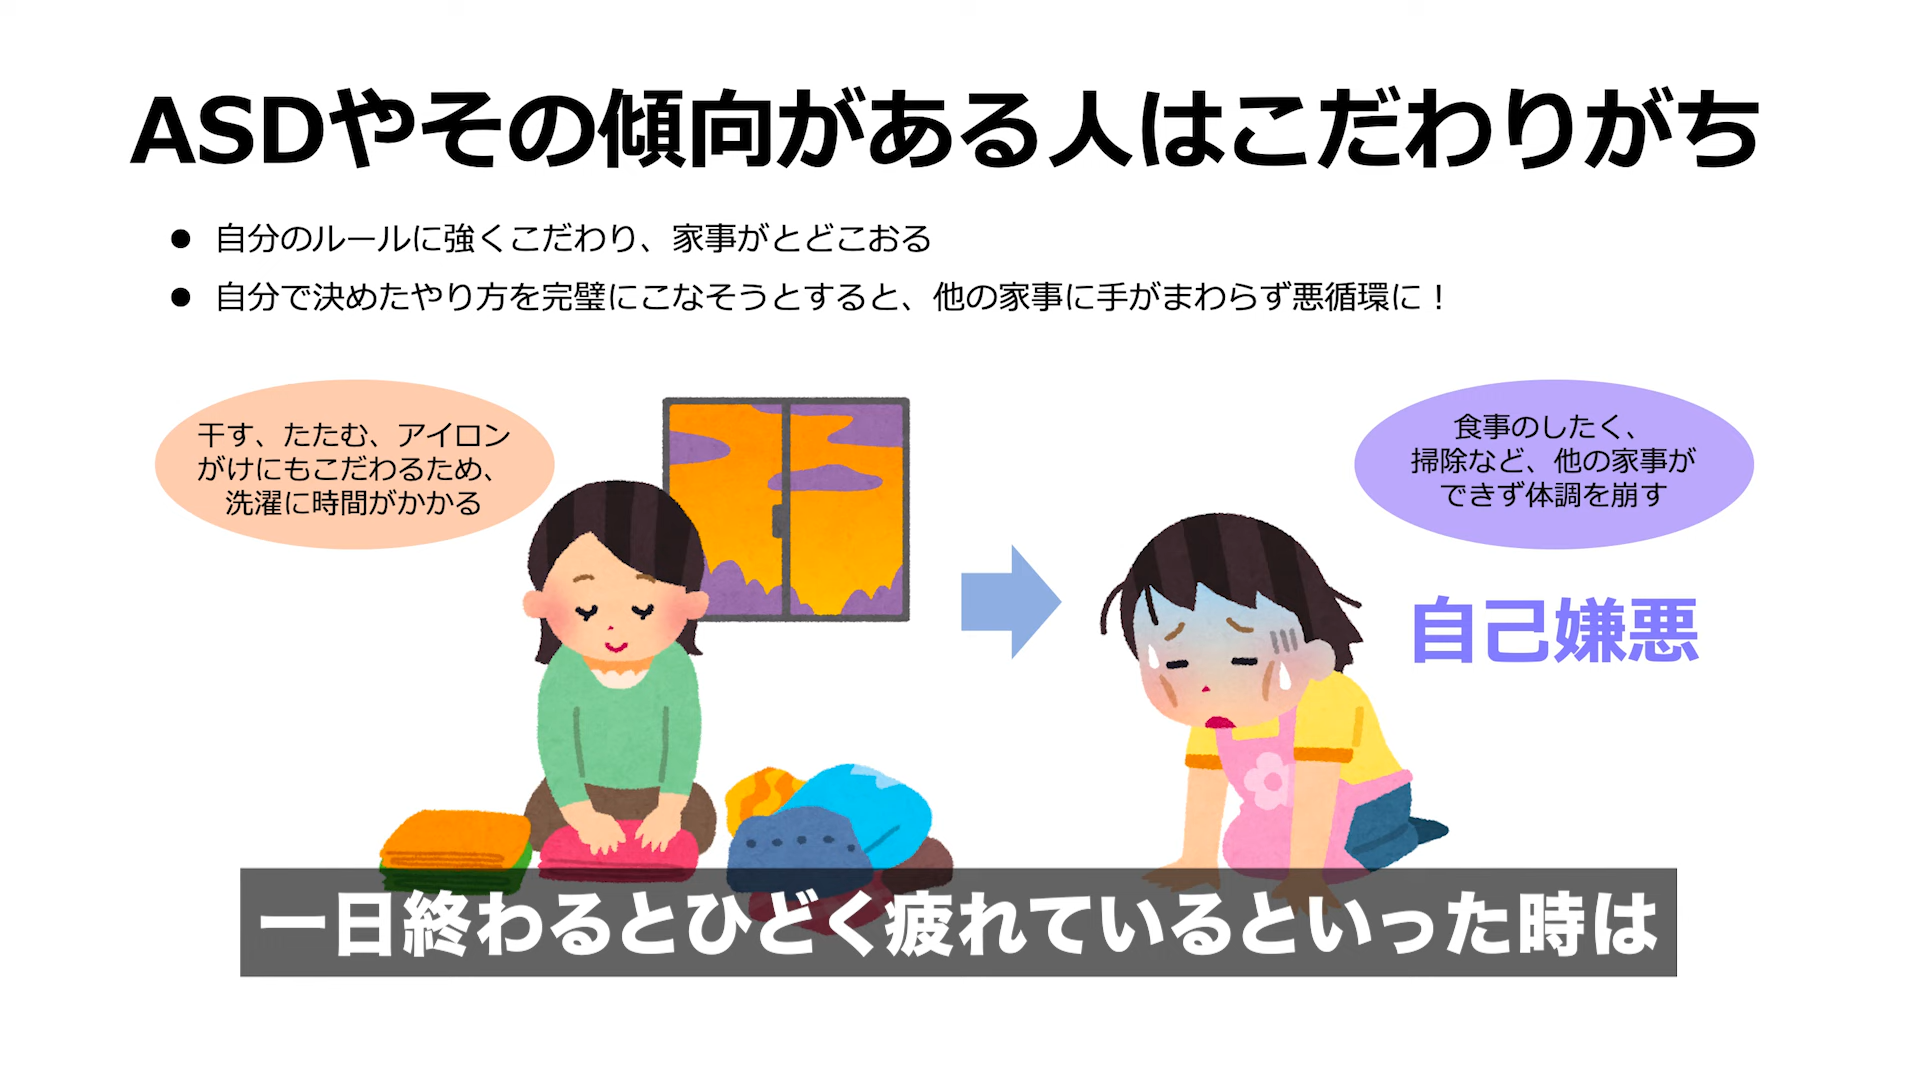 ASDやその傾向がある人はこだわりがち
● 自分のルールに強くこだわり、家事がとどこおる
● 自分で決めたやり方を完璧にこなそうとすると、他の家事に手がまわらず悪循環に！
干す、たたむ、アイロン
がけにもこだわるため、
洗濯に時間がかかる
食事のしたく、
掃除など、他の家事が
できず体調を崩す
自己嫌悪
一日終わるとひどく疲れているといった時は